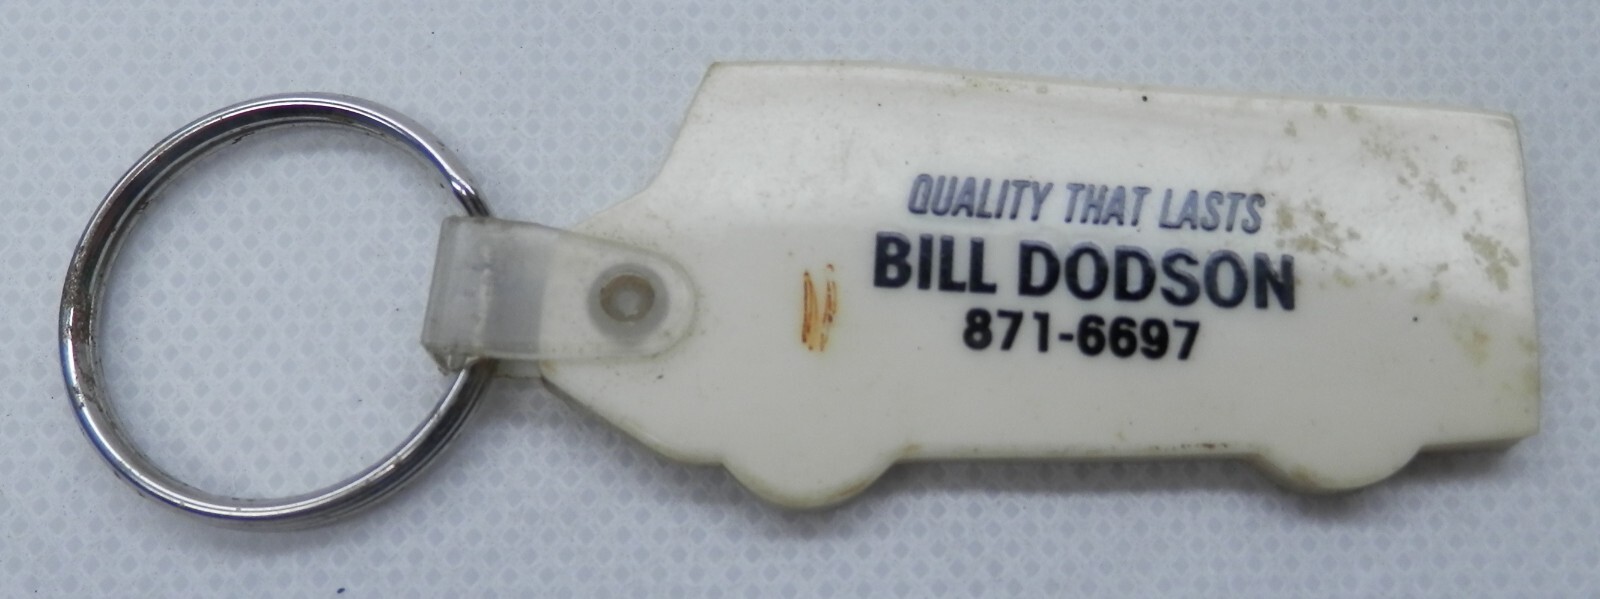 QUALITY THAT LASTS
BILL DODSON
871-6697